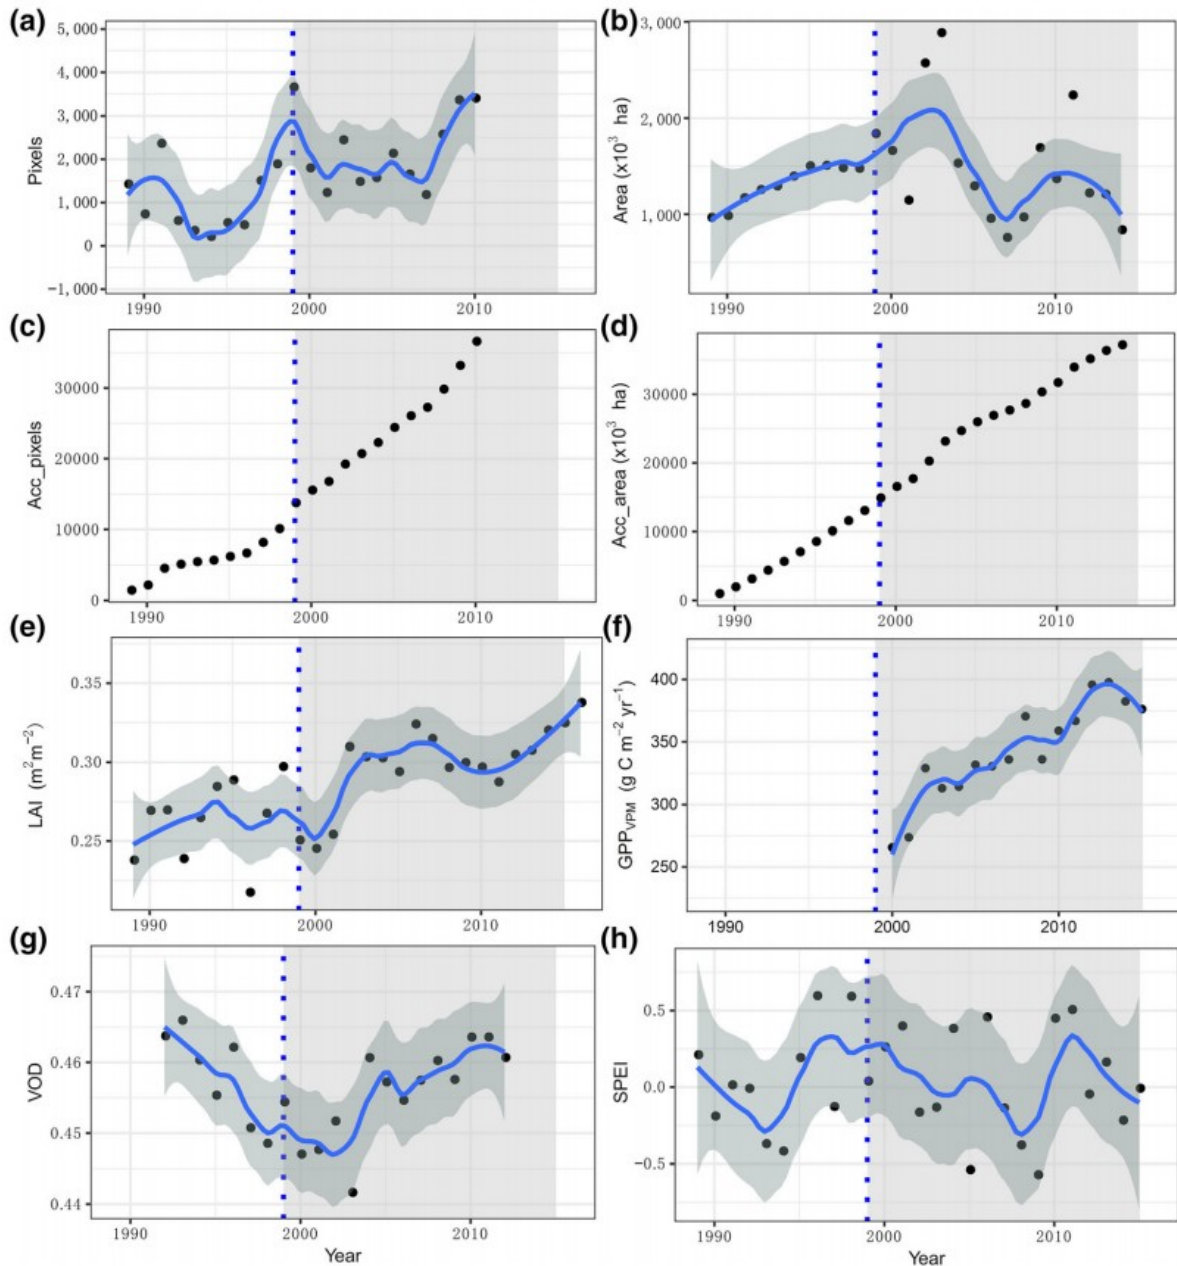 (a)
5,000
4,000
3,000
2,000
1,000
0
−1,000
Pixels
1990 2000 2010
(b)
3,000
2,000
1,000
Area (x10³ ha)
1990 2000 2010
(c)
30000
20000
10000
0
Acc_pixels
1990 2000 2010
(d)
30000
20000
10000
0
Acc_area (x10³ ha)
1990 2000 2010
(e)
0.35
0.30
0.25
LAI (m²m⁻²)
1990 2000 2010
(f)
400
350
300
250
GPP_VPM (g C m⁻² yr⁻¹)
1990 2000 2010
(g)
0.47
0.46
0.45
0.44
VOD
1990 2000 2010
Year
(h)
0.5
0.0
−0.5
SPEI
1990 2000 2010
Year